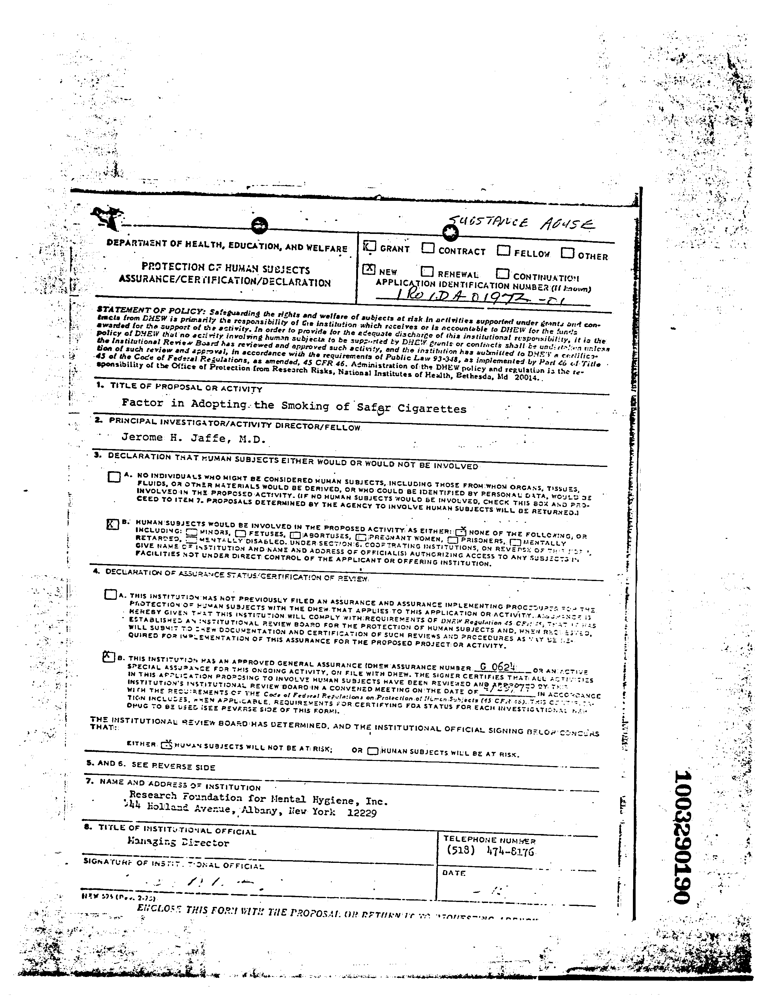 SUBSTANCE ABUSE
DEPARTMENT OF HEALTH, EDUCATION, AND WELFARE
X GRANT CONTRACT FELLOW OTHER
PROTECTION OF HUMAN SUBJECTS
ASSURANCE/CERTIFICATION/DECLARATION
X NEW RENEWAL CONTINUATION
APPLICATION IDENTIFICATION NUMBER (If known)
1 RO 1 DA 01972-01
STATEMENT OF POLICY: Safeguarding the rights and welfare of subjects at risk in activities supported under grants and con-
tracts from DHEW is primarily the responsibility of the institution which receives or is accountable to DHEW for the funds
awarded for the support of the activity. In order to provide for the adequate discharge of this institutional responsibility, it is the
policy of DHEW that no activity involving human subjects to be supported by DHEW grants or contracts shall be undertaken unless
the Institutional Review Board has reviewed and approved such activity, and the institution has submitted to DHEW a certifica-
tion of such review and approval, in accordance with the requirements of Public Law 93-348, as implemented by Part 46 of Title
45 of the Code of Federal Regulations, as amended, 45 CFR 46. Administration of the DHEW policy and regulation is the re-
sponsibility of the Office of Protection from Research Risks, National Institutes of Health, Bethesda, Md 20014.
1. TITLE OF PROPOSAL OR ACTIVITY
Factor in Adopting the Smoking of Safer Cigarettes
2. PRINCIPAL INVESTIGATOR/ACTIVITY DIRECTOR/FELLOW
Jerome H. Jaffe, M.D.
3. DECLARATION THAT HUMAN SUBJECTS EITHER WOULD OR WOULD NOT BE INVOLVED
A. NO INDIVIDUALS WHO MIGHT BE CONSIDERED HUMAN SUBJECTS, INCLUDING THOSE FROM WHOM ORGANS, TISSUES,
FLUIDS, OR OTHER MATERIALS WOULD BE DERIVED, OR WHO COULD BE IDENTIFIED BY PERSONAL DATA, WOULD BE
INVOLVED IN THE PROPOSED ACTIVITY. (IF NO HUMAN SUBJECTS WOULD BE INVOLVED, CHECK THIS BOX AND PRO-
CEED TO ITEM 7. PROPOSALS DETERMINED BY THE AGENCY TO INVOLVE HUMAN SUBJECTS WILL BE RETURNED.)
X B. HUMAN SUBJECTS WOULD BE INVOLVED IN THE PROPOSED ACTIVITY AS EITHER: X NONE OF THE FOLLOWING, OR
INCLUDING: MINORS, FETUSES, ABORTUSES, PREGNANT WOMEN, PRISONERS, MENTALLY
RETARDED, MENTALLY DISABLED. UNDER SECTION 6. COOPERATING INSTITUTIONS, ON REVERSE OF THIS FORM,
GIVE NAME OF INSTITUTION AND NAME AND ADDRESS OF OFFICIAL(S) AUTHORIZING ACCESS TO ANY SUBJECTS IN
FACILITIES NOT UNDER DIRECT CONTROL OF THE APPLICANT OR OFFERING INSTITUTION.
4. DECLARATION OF ASSURANCE STATUS/CERTIFICATION OF REVIEW
A. THIS INSTITUTION HAS NOT PREVIOUSLY FILED AN ASSURANCE AND ASSURANCE IMPLEMENTING PROCEDURES FOR THE
PROTECTION OF HUMAN SUBJECTS WITH THE DHEW THAT APPLIES TO THIS APPLICATION OR ACTIVITY. ASSURANCE IS
HEREBY GIVEN THAT THIS INSTITUTION WILL COMPLY WITH REQUIREMENTS OF DHEW Regulation 45 CFR 46, THAT IT HAS
ESTABLISHED AN INSTITUTIONAL REVIEW BOARD FOR THE PROTECTION OF HUMAN SUBJECTS AND, WHEN REQUESTED,
WILL SUBMIT TO DHEW DOCUMENTATION AND CERTIFICATION OF SUCH REVIEWS AND PROCEDURES AS MAY BE RE-
QUIRED FOR IMPLEMENTATION OF THIS ASSURANCE FOR THE PROPOSED PROJECT OR ACTIVITY.
X B. THIS INSTITUTION HAS AN APPROVED GENERAL ASSURANCE (DHEW ASSURANCE NUMBER G 0624 OR AN ACTIVE
SPECIAL ASSURANCE FOR THIS ONGOING ACTIVITY, ON FILE WITH DHEW. THE SIGNER CERTIFIES THAT ALL ACTIVITIES
IN THIS APPLICATION PROPOSING TO INVOLVE HUMAN SUBJECTS HAVE BEEN REVIEWED AND APPROVED BY THIS
INSTITUTION'S INSTITUTIONAL REVIEW BOARD IN A CONVENED MEETING ON THE DATE OF IN ACCORDANCE
WITH THE REQUIREMENTS OF THE Code of Federal Regulations on Protection of Human Subjects (45 CFR 46). THIS CERTIFICA-
TION INCLUDES, WHEN APPLICABLE, REQUIREMENTS FOR CERTIFYING FDA STATUS FOR EACH INVESTIGATIONAL NEW
DRUG TO BE USED (SEE REVERSE SIDE OF THIS FORM).
THE INSTITUTIONAL REVIEW BOARD HAS DETERMINED, AND THE INSTITUTIONAL OFFICIAL SIGNING BELOW CONCURS
THAT:
EITHER X HUMAN SUBJECTS WILL NOT BE AT RISK; OR HUMAN SUBJECTS WILL BE AT RISK.
5. AND 6. SEE REVERSE SIDE
7. NAME AND ADDRESS OF INSTITUTION
Research Foundation for Mental Hygiene, Inc.
44 Holland Avenue, Albany, New York 12229
8. TITLE OF INSTITUTIONAL OFFICIAL
Managing Director
TELEPHONE NUMBER
(518) 474-8176
SIGNATURE OF INSTITUTIONAL OFFICIAL
DATE
HEW 596 (Rev.
ENCLOSE THIS FORM WITH THE PROPOSAL OR RETURN IT TO REQUESTING AGENCY
1003290190